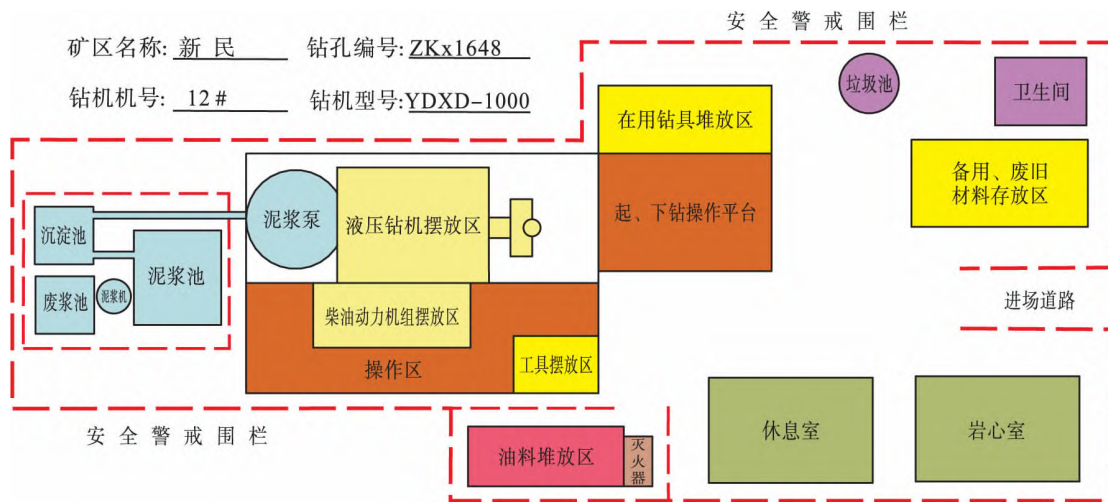 安全警戒围栏
矿区名称: 新民 钻孔编号: ZKx1648
钻机机号: 12# 钻机型号: YDXD-1000
垃圾池
卫生间
在用钻具堆放区
备用、废旧
材料存放区
沉淀池
泥浆泵
液压钻机摆放区
起、下钻操作平台
泥浆池
废浆池
泥浆机
柴油动力机组摆放区
进场道路
操作区
工具摆放区
安全警戒围栏
油料堆放区
灭火器
休息室
岩心室